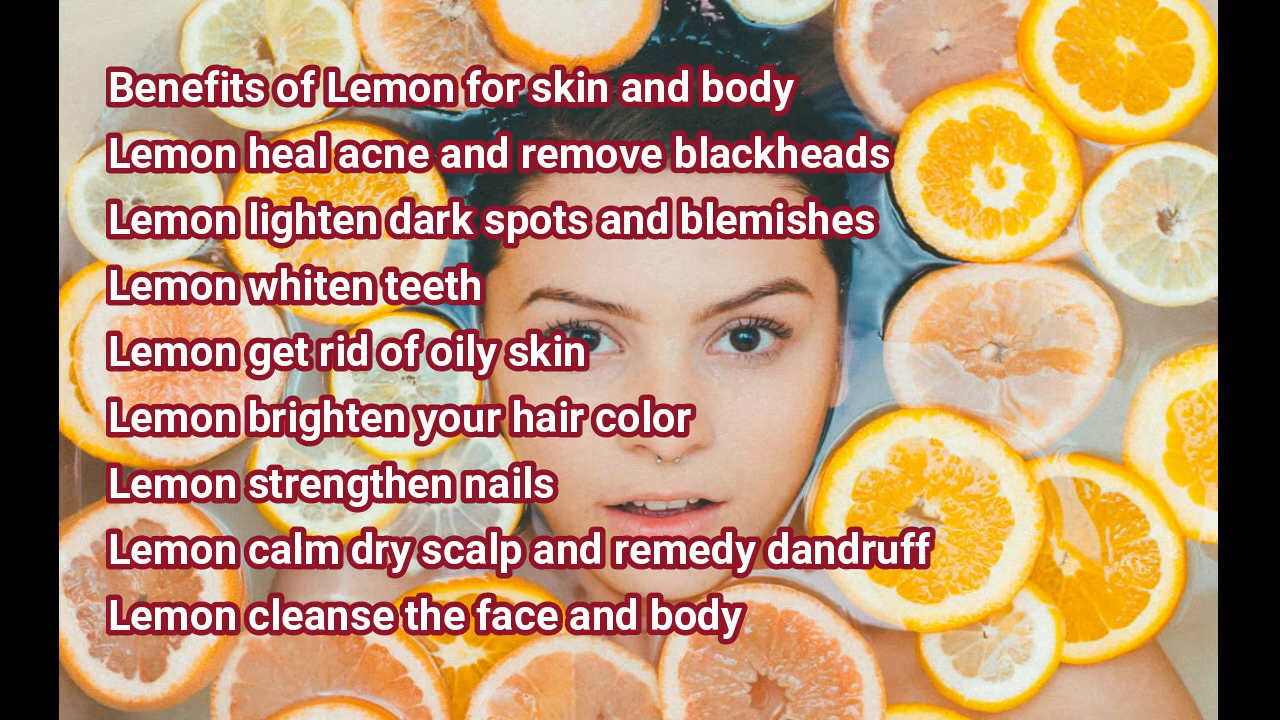 Benefits of Lemon for skin and body
Lemon heal acne and remove blackheads
Lemon lighten dark spots and blemishes
Lemon whiten teeth
Lemon get rid of oily skin
Lemon brighten your hair color
Lemon strengthen nails
Lemon calm dry scalp and remedy dandruff
Lemon cleanse the face and body